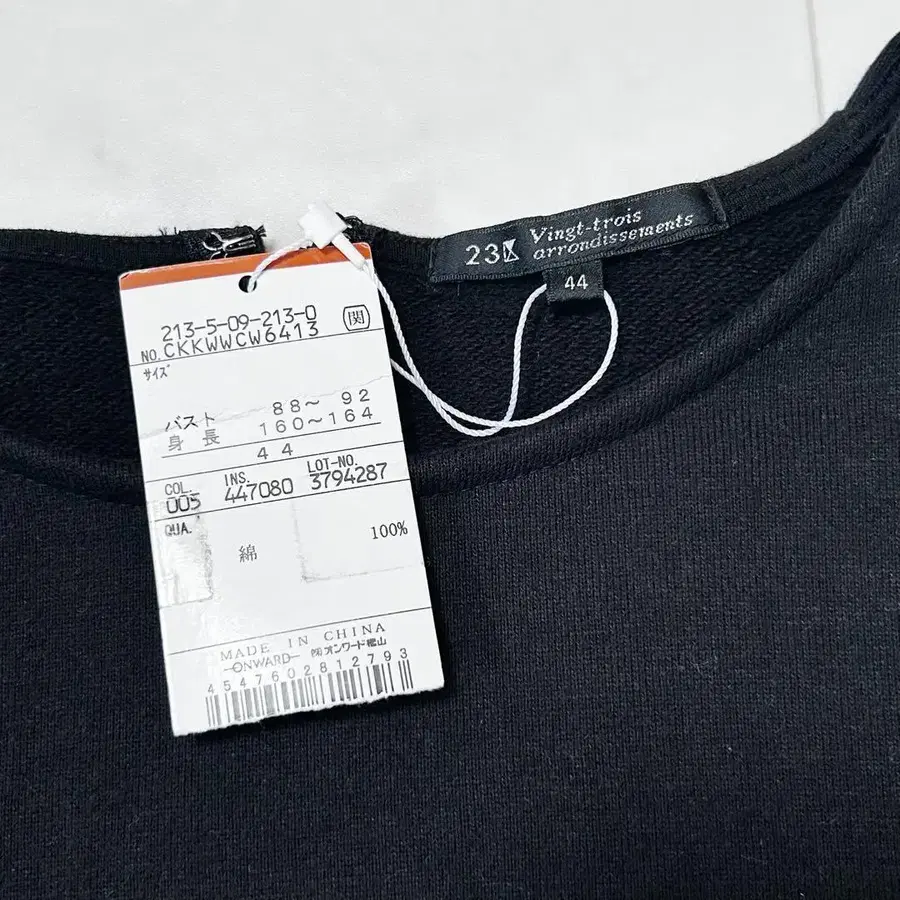 23区 Vingt-trois
arrondissements
44
213-5-09-213-0
NO. CKKWWCW6413 (関)
サイズ
バスト 88～ 92
身 長 160～164
44
COL. INS. LOT-NO.
005 447080 3794287
QUA.
綿 100%
MADE IN CHINA
ONWARD ㈱オンワード樫山
4547602812793